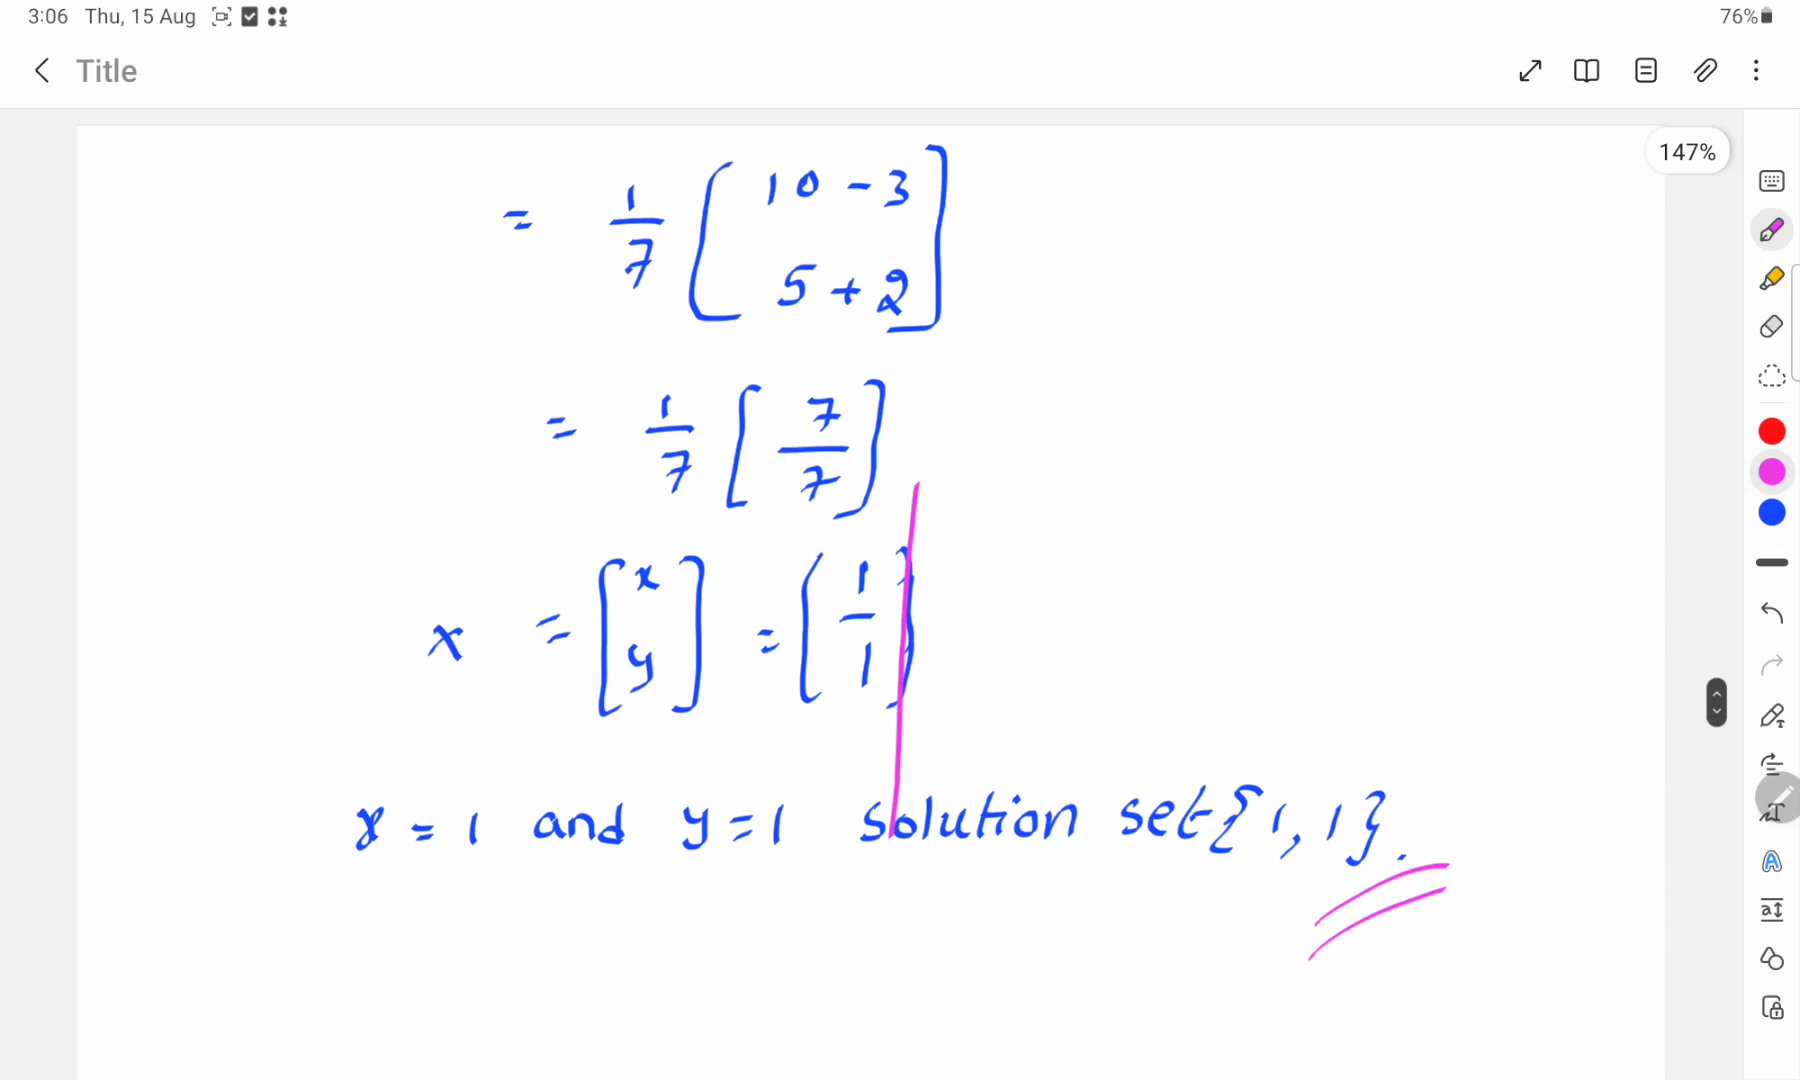 3:06 Thu, 15 Aug 76%
Title
147%
= 1/7 [ 10 - 3
5 + 2 ]
= 1/7 [ 7/7 ]
x = [ x
y ] = [ 1/1 ]
x = 1 and y = 1 solution set { 1, 1 }.